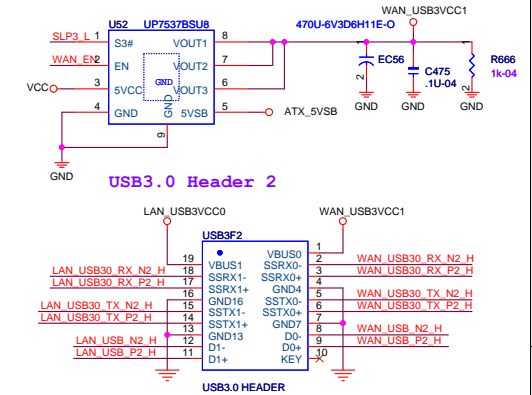 WAN_USB3VCC1
U52 UP7537BSU8 470U-6V3D6H11E-O
SLP3_L 1 S3# VOUT1 8
WAN_EN 2 EN VOUT2 7
VCC 3 5VCC GND VOUT3 6
4 GND GND 5VSB 5 ATX_5VSB
9
GND
1 EC56 2 GND
C475 .1U-04 GND
1 R666 1k-04 2 GND
USB3.0 Header 2
LAN_USB3VCC0 WAN_USB3VCC1
USB3F2
VBUS0 1
19 VBUS1 SSRX0- 2 WAN_USB30_RX_N2_H
LAN_USB30_RX_N2_H 18 SSRX1- SSRX0+ 3 WAN_USB30_RX_P2_H
LAN_USB30_RX_P2_H 17 SSRX1+ GND4 4
16 GND16 SSTX0- 5 WAN_USB30_TX_N2_H
LAN_USB30_TX_N2_H 15 SSTX1- SSTX0+ 6 WAN_USB30_TX_P2_H
LAN_USB30_TX_P2_H 14 SSTX1+ GND7 7
13 GND13 D0- 8 WAN_USB_N2_H
LAN_USB_N2_H 12 D1- D0+ 9 WAN_USB_P2_H
LAN_USB_P2_H 11 D1+ KEY 10
USB3.0 HEADER